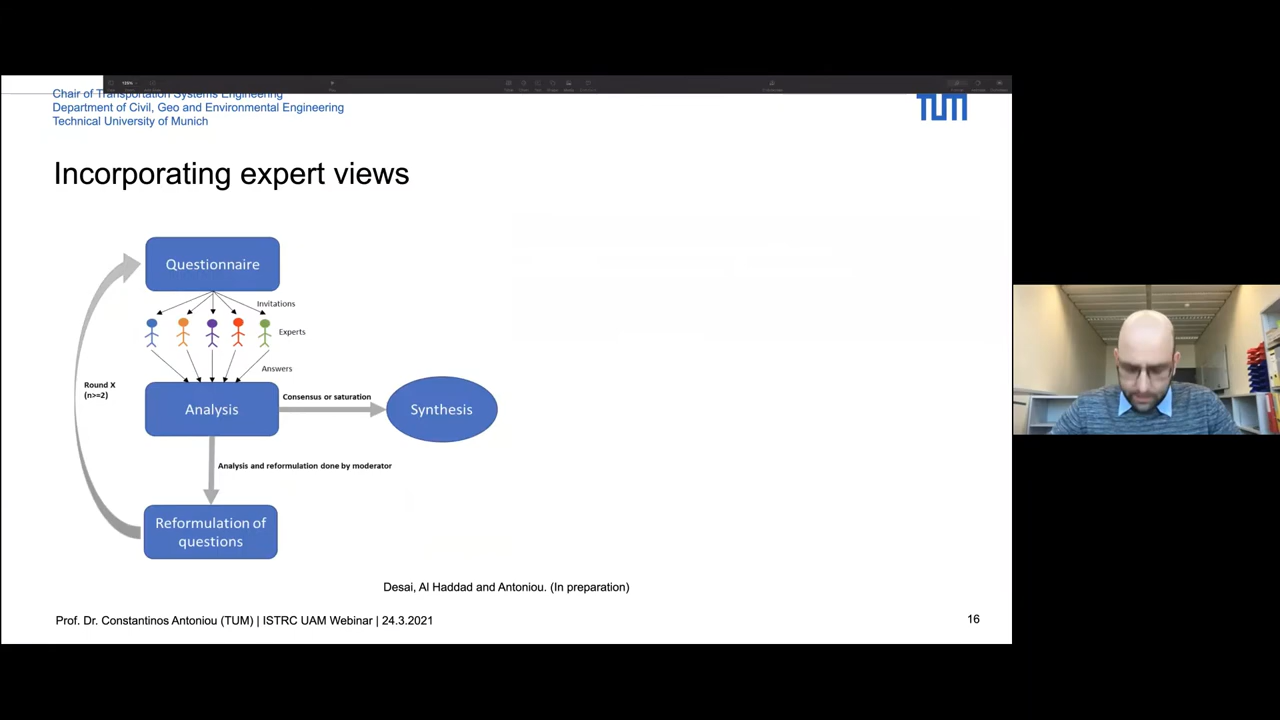 Chair of Transportation Systems Engineering
Department of Civil, Geo and Environmental Engineering
Technical University of Munich
TUM
Incorporating expert views
Questionnaire
Invitations
Experts
Answers
Round X
(n>=2)
Analysis
Consensus or saturation
Synthesis
Analysis and reformulation done by moderator
Reformulation of
questions
Desai, Al Haddad and Antoniou. (In preparation)
Prof. Dr. Constantinos Antoniou (TUM) | ISTRC UAM Webinar | 24.3.2021
16